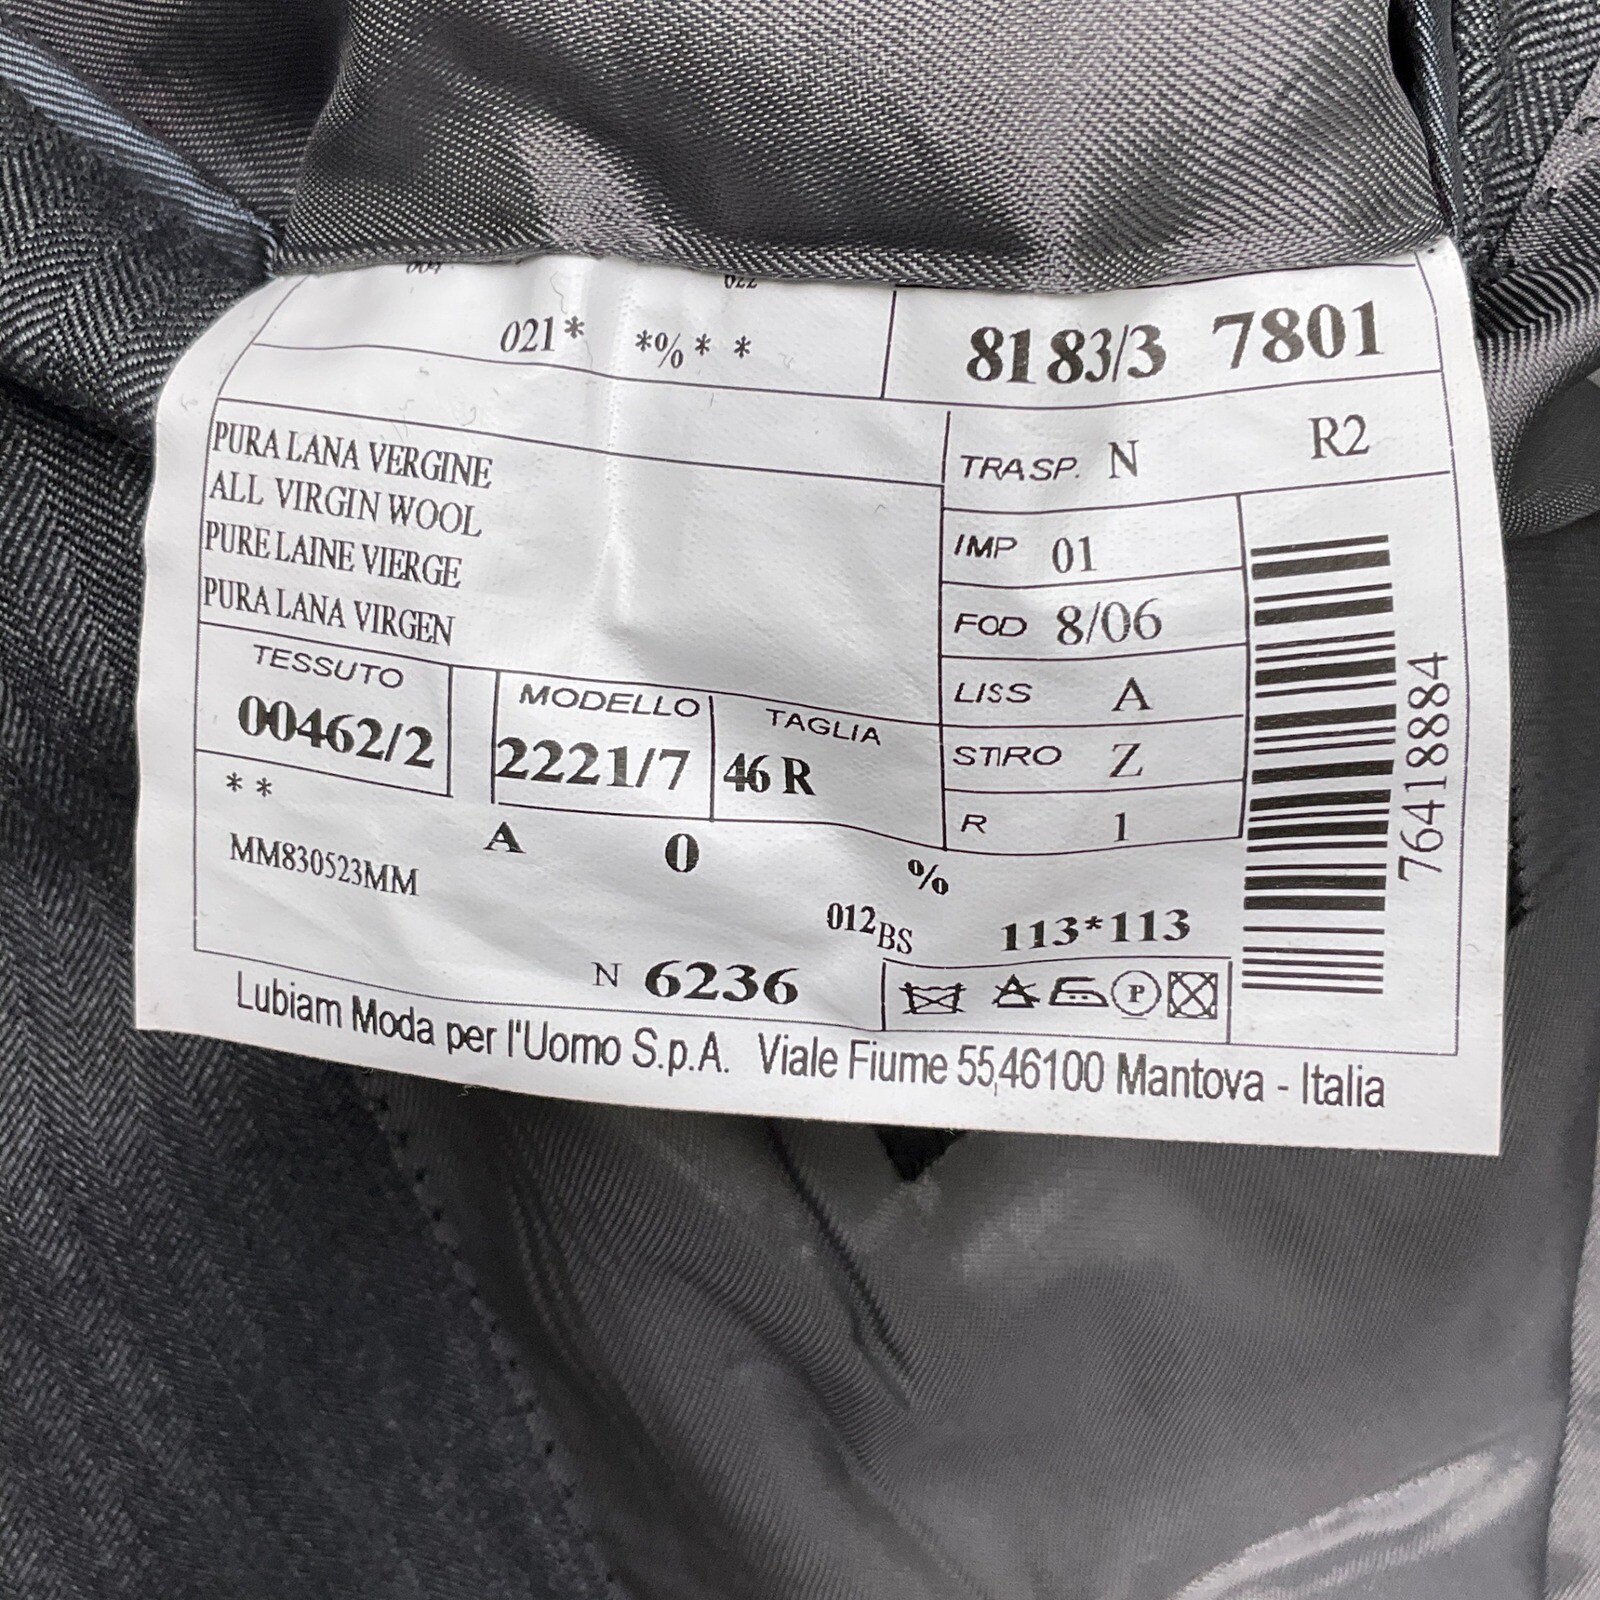 021* *%* *
8183/3 7801
PURA LANA VERGINE
ALL VIRGIN WOOL
PURE LAINE VIERGE
PURA LANA VIRGEN
TRASP. N R2
IMP 01
FOD 8/06
LISS A
STIRO Z
R 1
7641884
TESSUTO
00462/2
MODELLO
2221/7
TAGLIA
46 R
**
A 0 %
MM830523MM
012BS 113*113
N 6236
P
Lubiam Moda per l'Uomo S.p.A. Viale Fiume 55,46100 Mantova - Italia